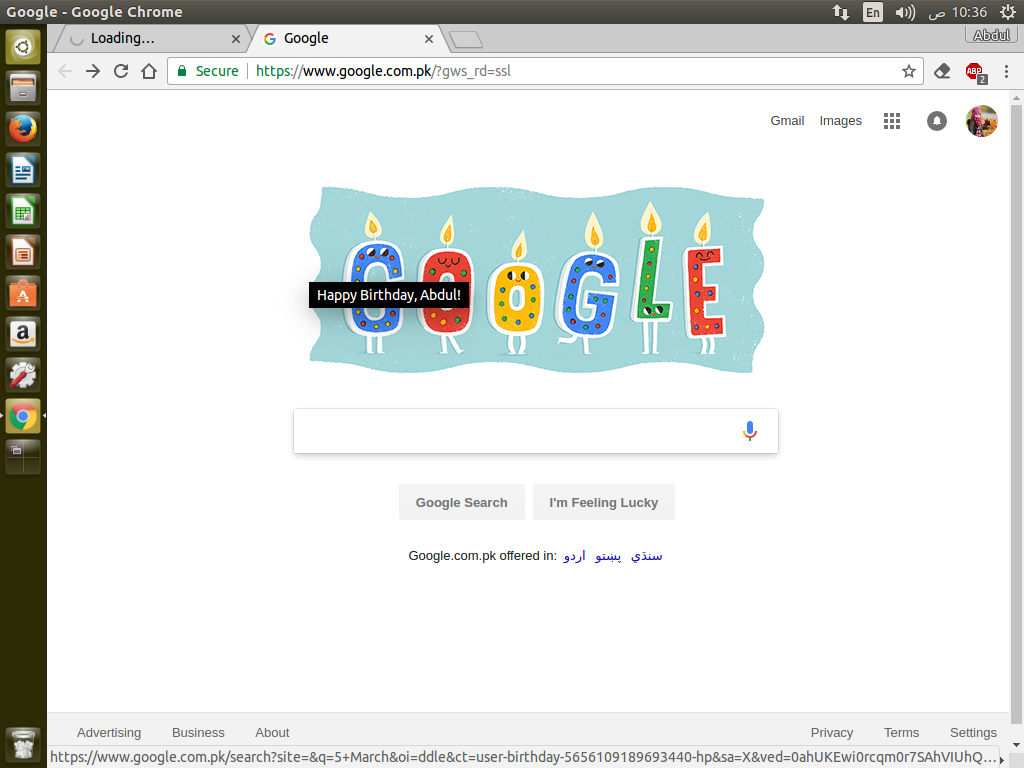 Google - Google Chrome
En
ص 10:36
Loading...
Google
Abdul
Secure
https://www.google.com.pk/?gws_rd=ssl
ABP
2
Gmail
Images
GOOGLE
Happy Birthday, Abdul!
Google Search
I'm Feeling Lucky
Google.com.pk offered in: اردو پښتو سنڌي
Advertising
Business
About
Privacy
Terms
Settings
https://www.google.com.pk/search?site=&q=5+March&oi=ddle&ct=user-birthday-5656109189693440-hp&sa=X&ved=0ahUKEwi0rcqm0r7SAhVIUhQ...